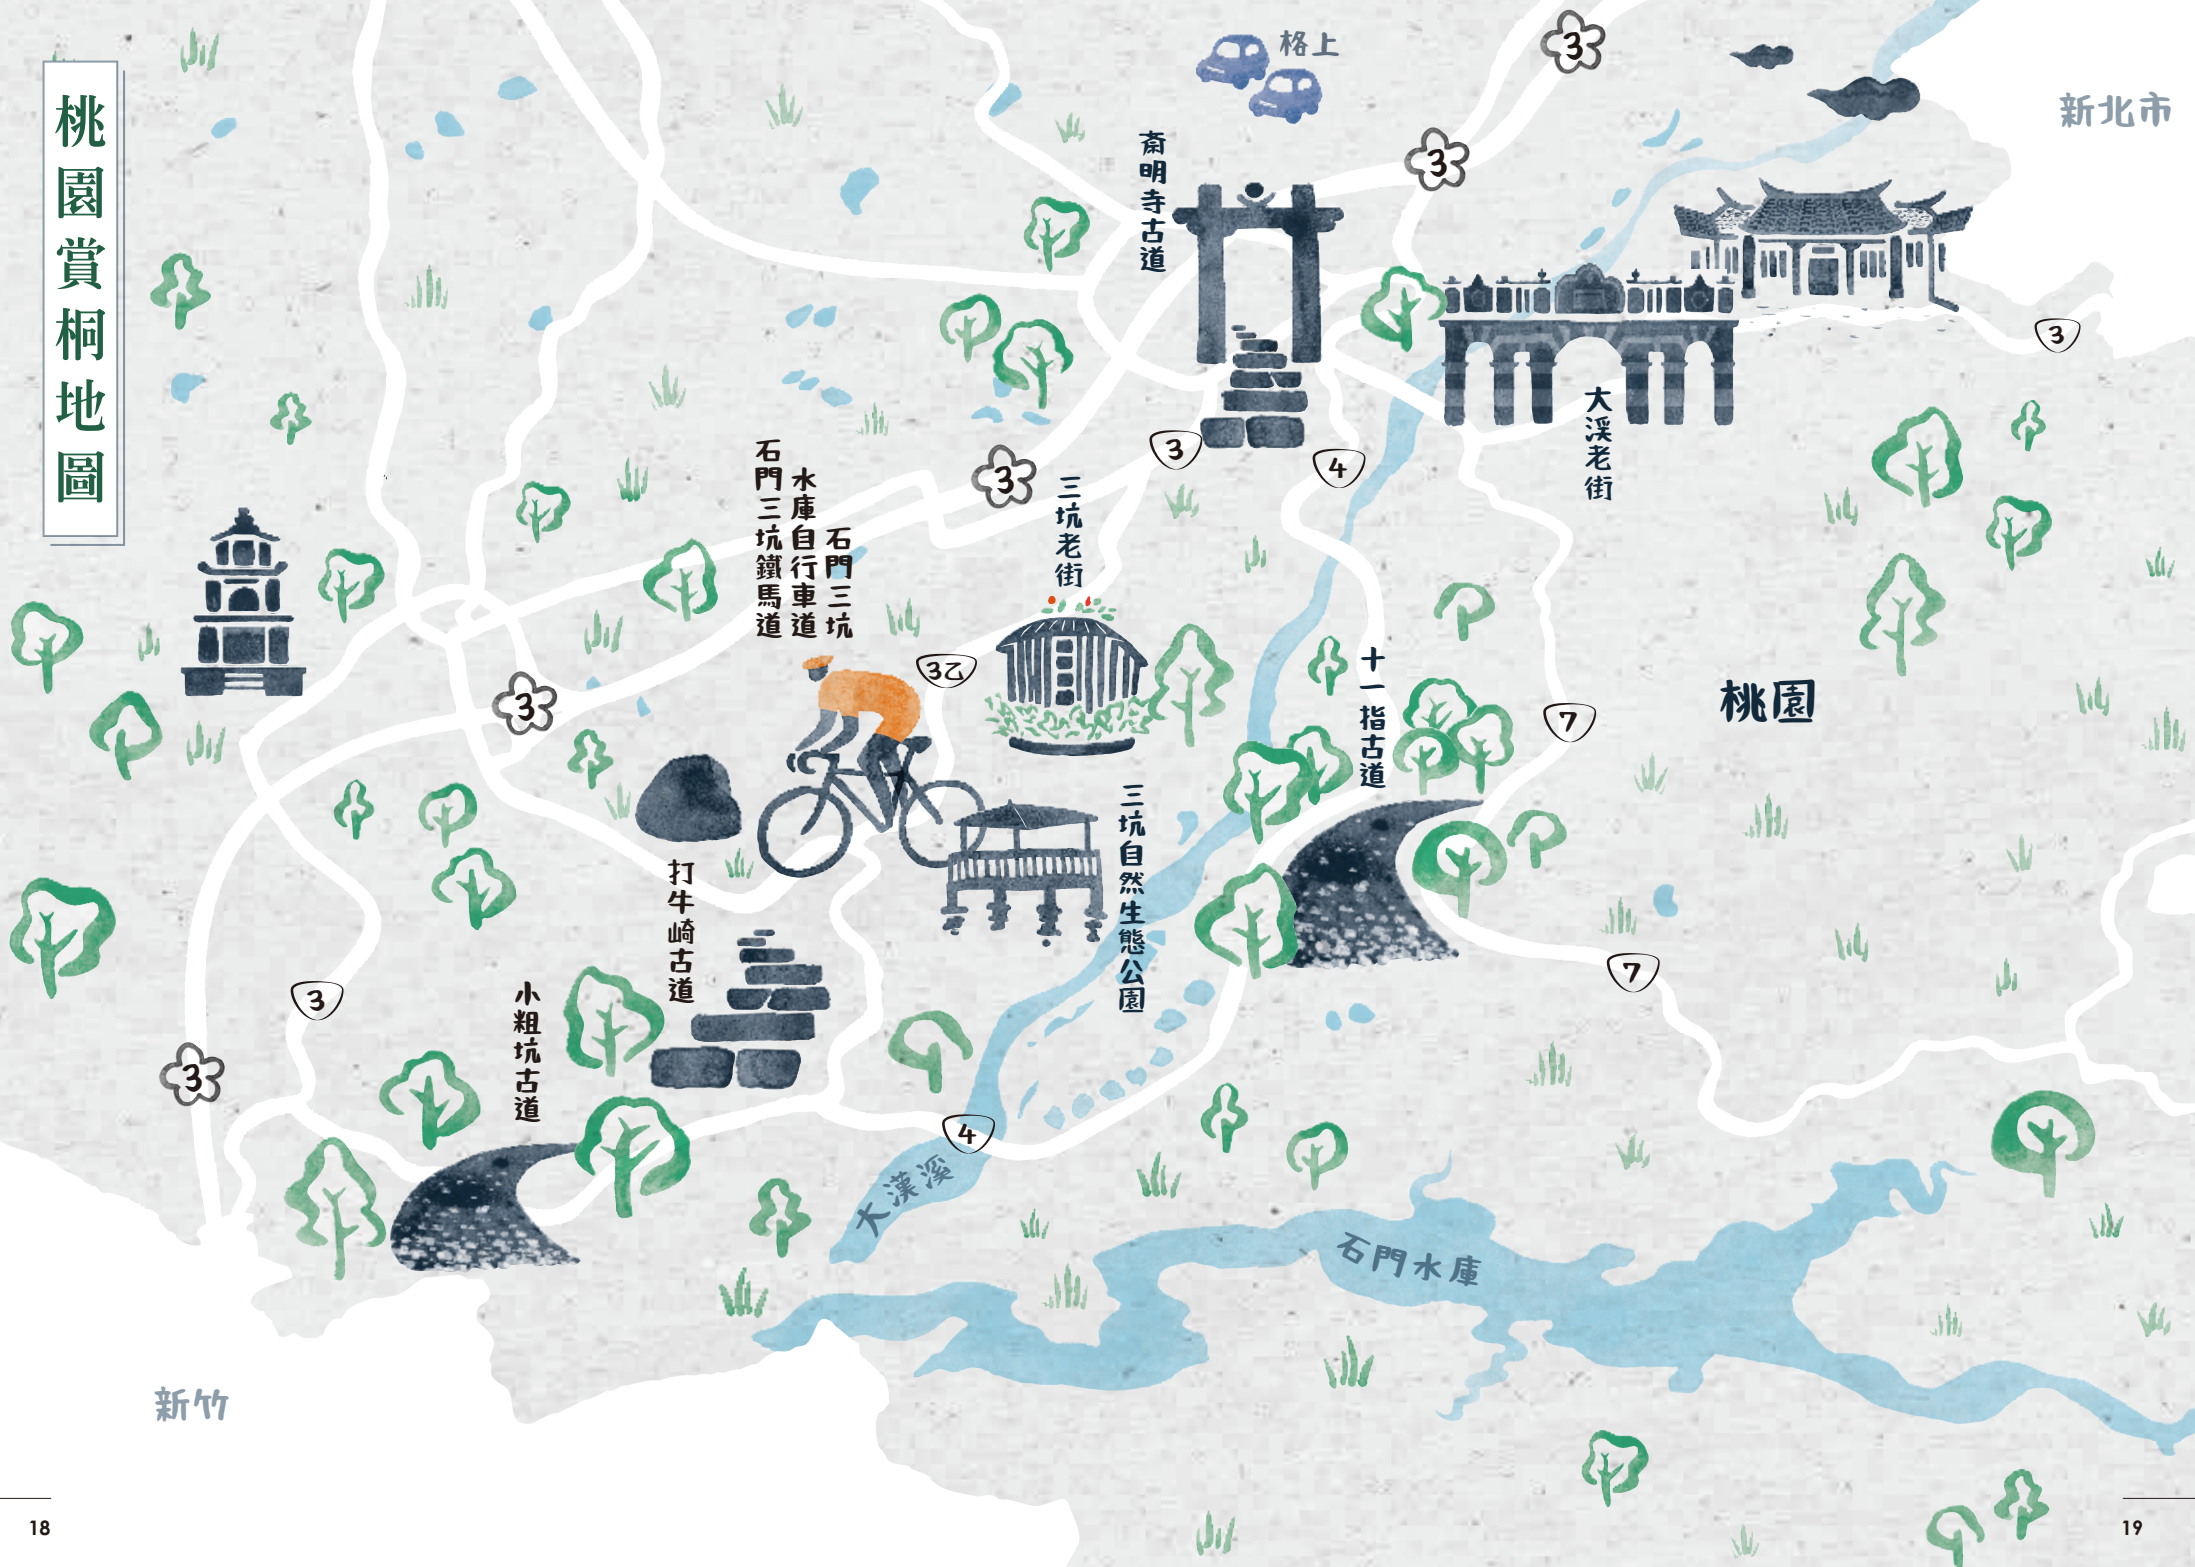 桃園賞桐地圖
格上
3
新北市
3
齋明寺古道
3
大溪老街
3
4
3
三坑老街
石門三坑
水庫自行車道
石門三坑鐵馬道
3乙
十一指古道
桃園
7
3
三坑自然生態公園
打牛崎古道
7
小粗坑古道
3
3
4
大漢溪
石門水庫
新竹
18
19